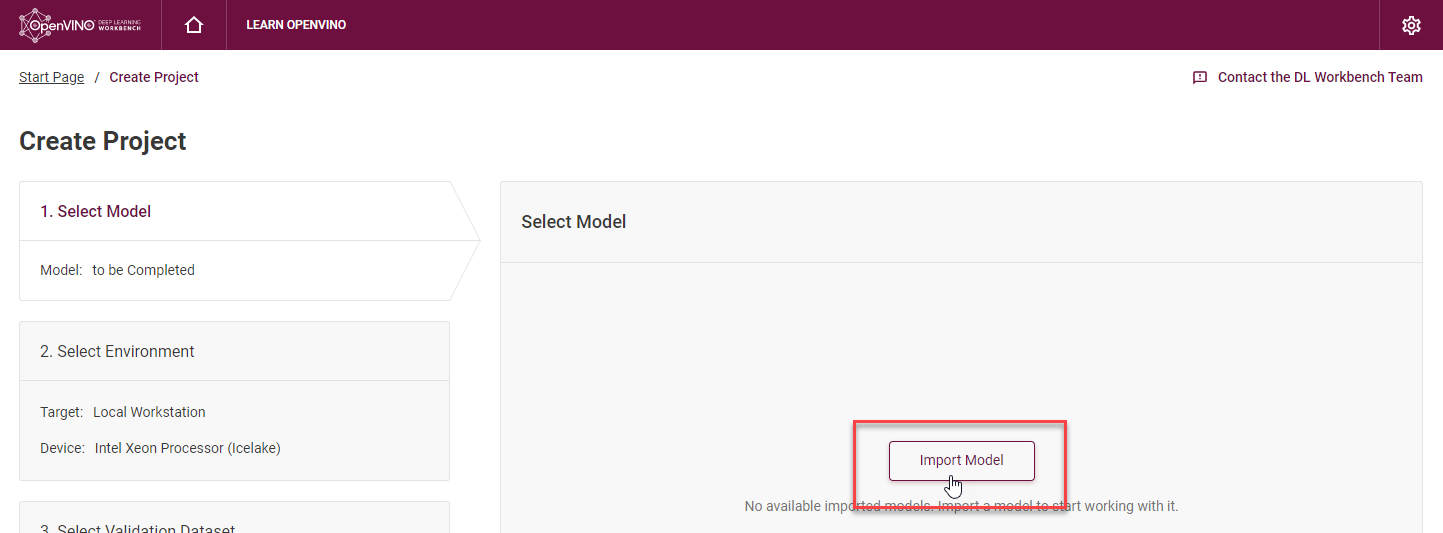 OpenVINO DEEP LEARNING WORKBENCH
LEARN OPENVINO
Start Page / Create Project
Contact the DL Workbench Team
Create Project
1. Select Model
Model: to be Completed
2. Select Environment
Target: Local Workstation
Device: Intel Xeon Processor (Icelake)
3. Select Validation Dataset
Select Model
Import Model
No available imported models. Import a model to start working with it.